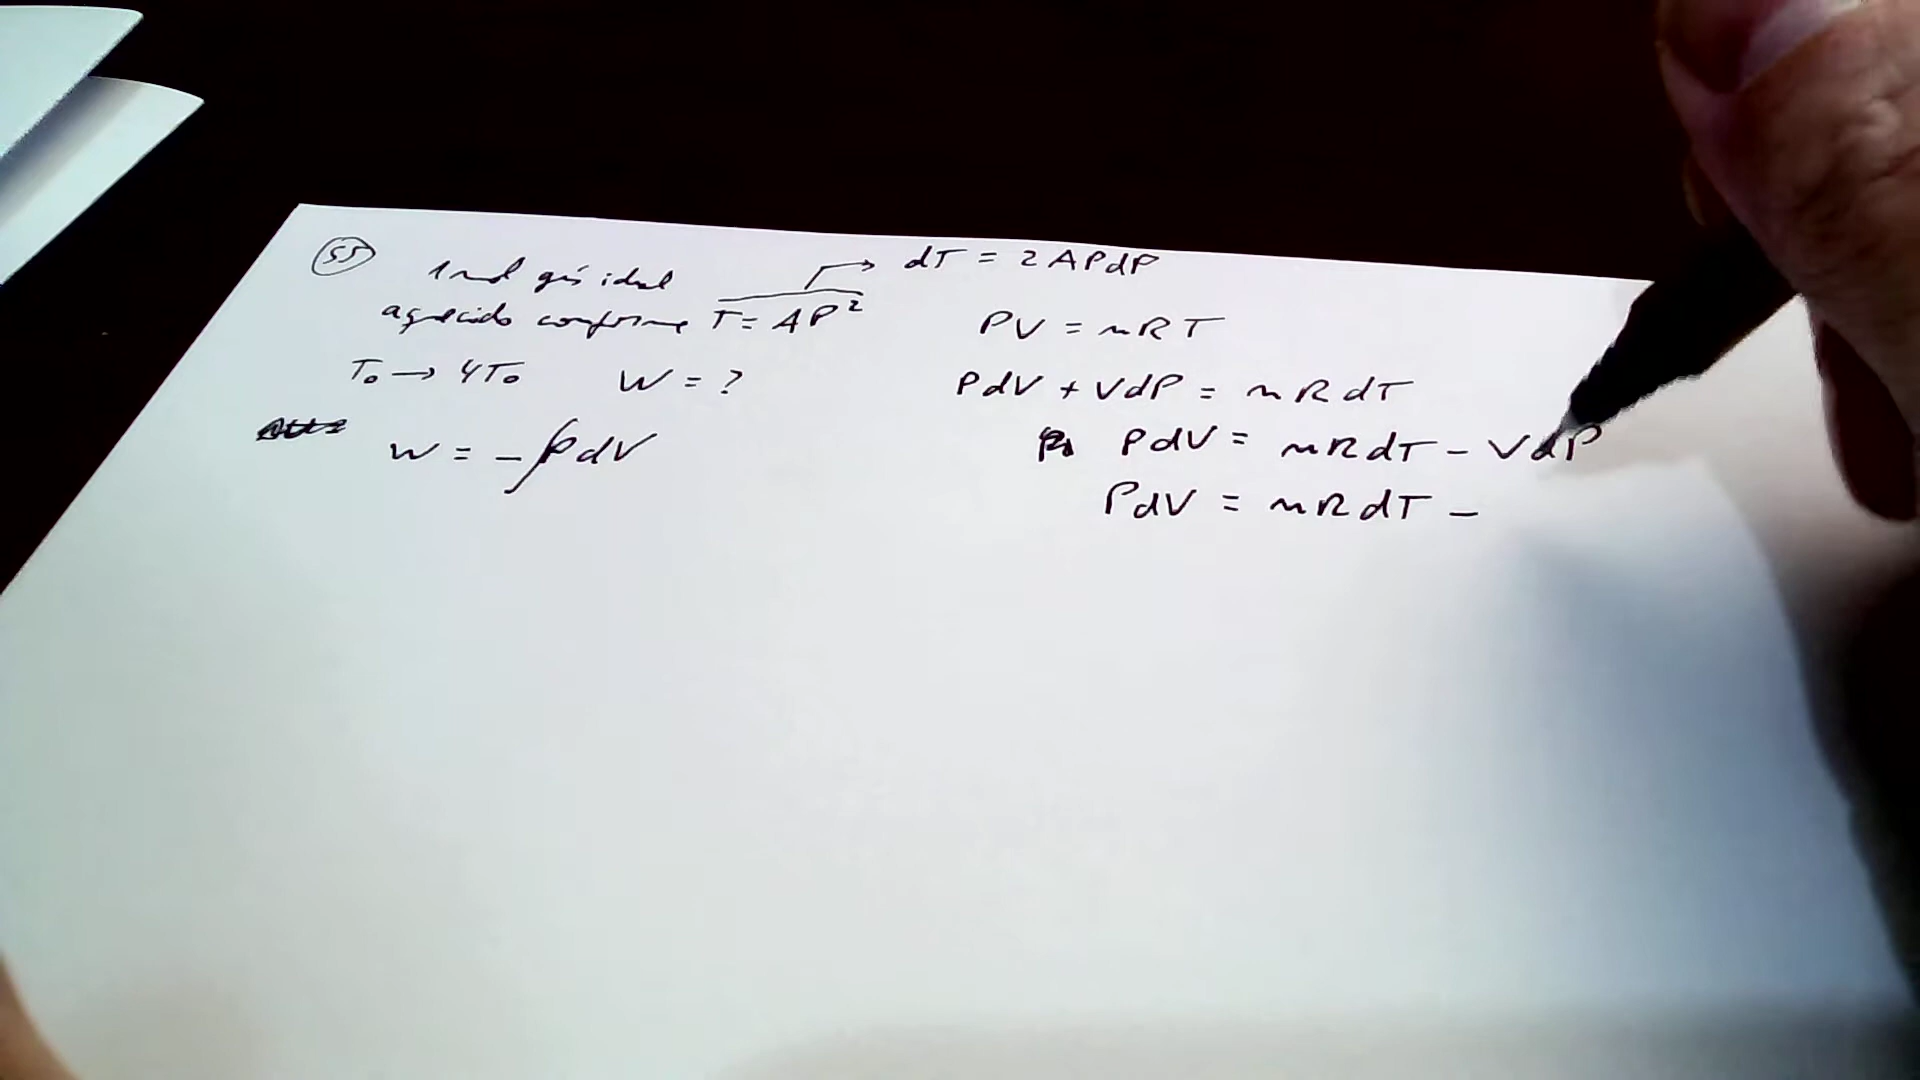 55
1 mol gás ideal
aquecido conforme T = AP²
T₀ → 4T₀ W = ?
W = -∫PdV
→ dT = 2APdP
PV = nRT
PdV + VdP = nRdT
PdV = nRdT - VdP
PdV = nRdT -